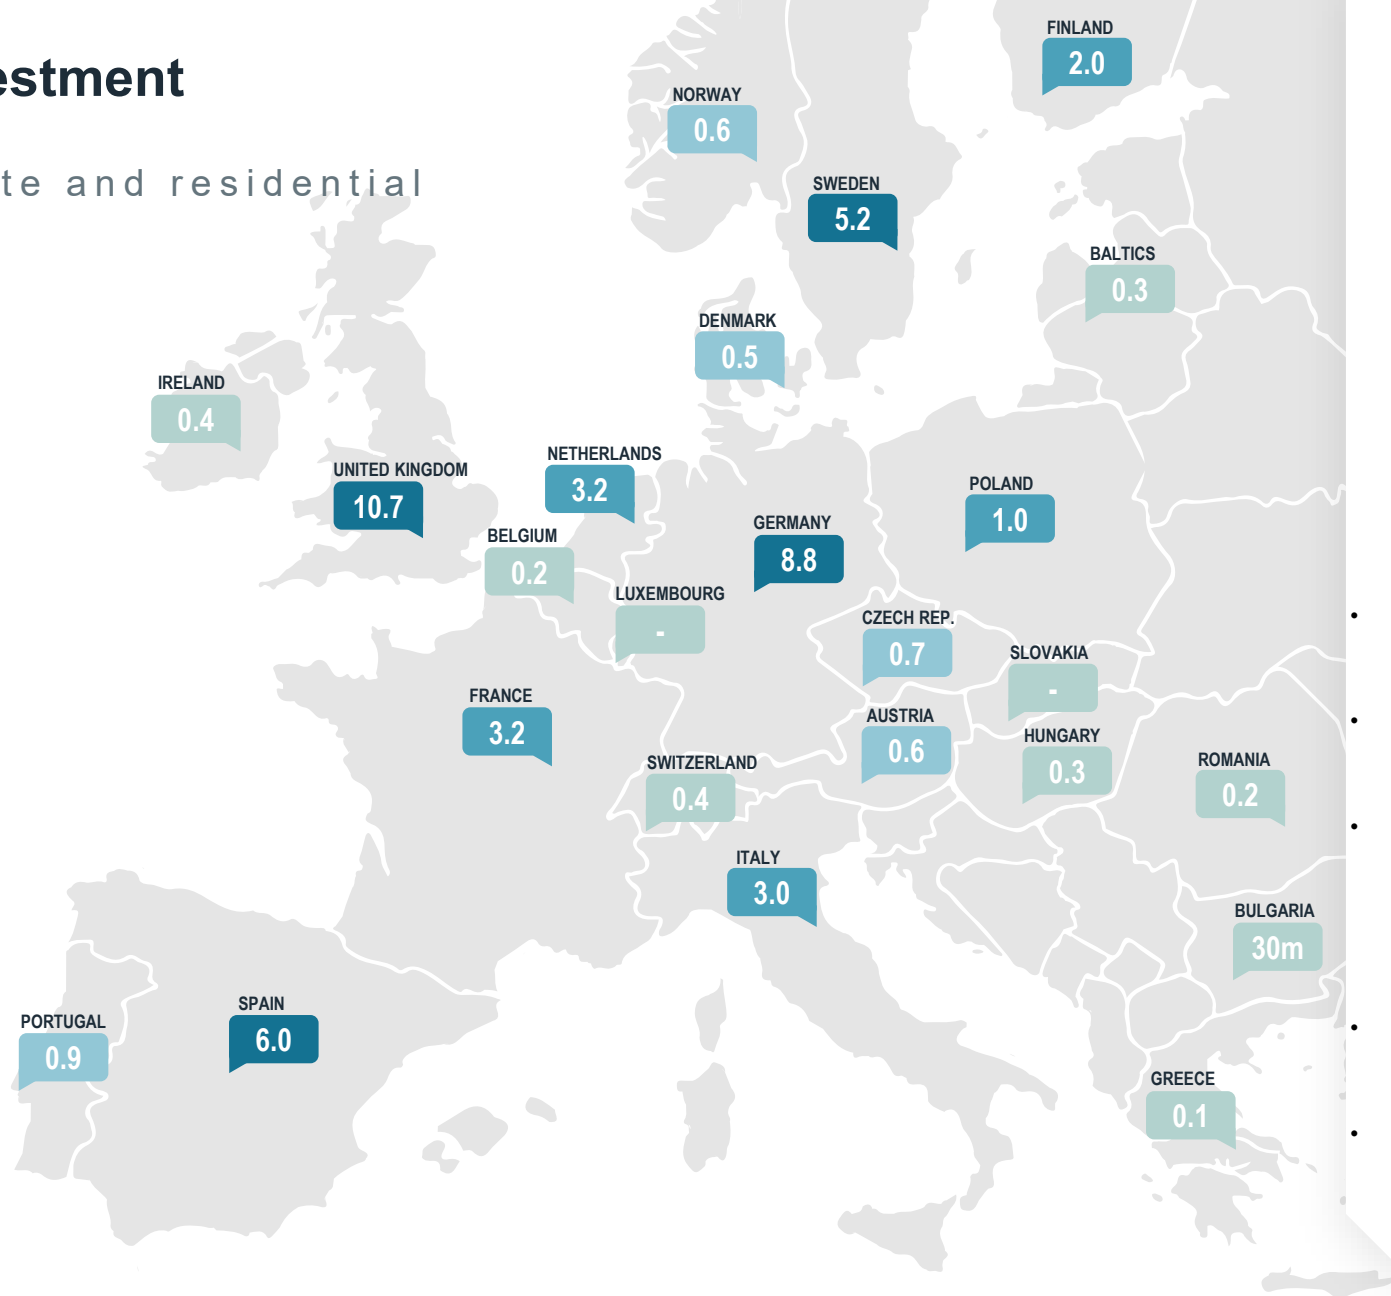 estment
te and residential
FINLAND
2.0
NORWAY
0.6
SWEDEN
5.2
BALTICS
0.3
DENMARK
0.5
IRELAND
0.4
NETHERLANDS
3.2
UNITED KINGDOM
10.7
POLAND
1.0
GERMANY
8.8
BELGIUM
0.2
LUXEMBOURG
-
CZECH REP.
0.7
SLOVAKIA
-
FRANCE
3.2
AUSTRIA
0.6
HUNGARY
0.3
SWITZERLAND
0.4
ROMANIA
0.2
ITALY
3.0
BULGARIA
30m
SPAIN
6.0
PORTUGAL
0.9
GREECE
0.1